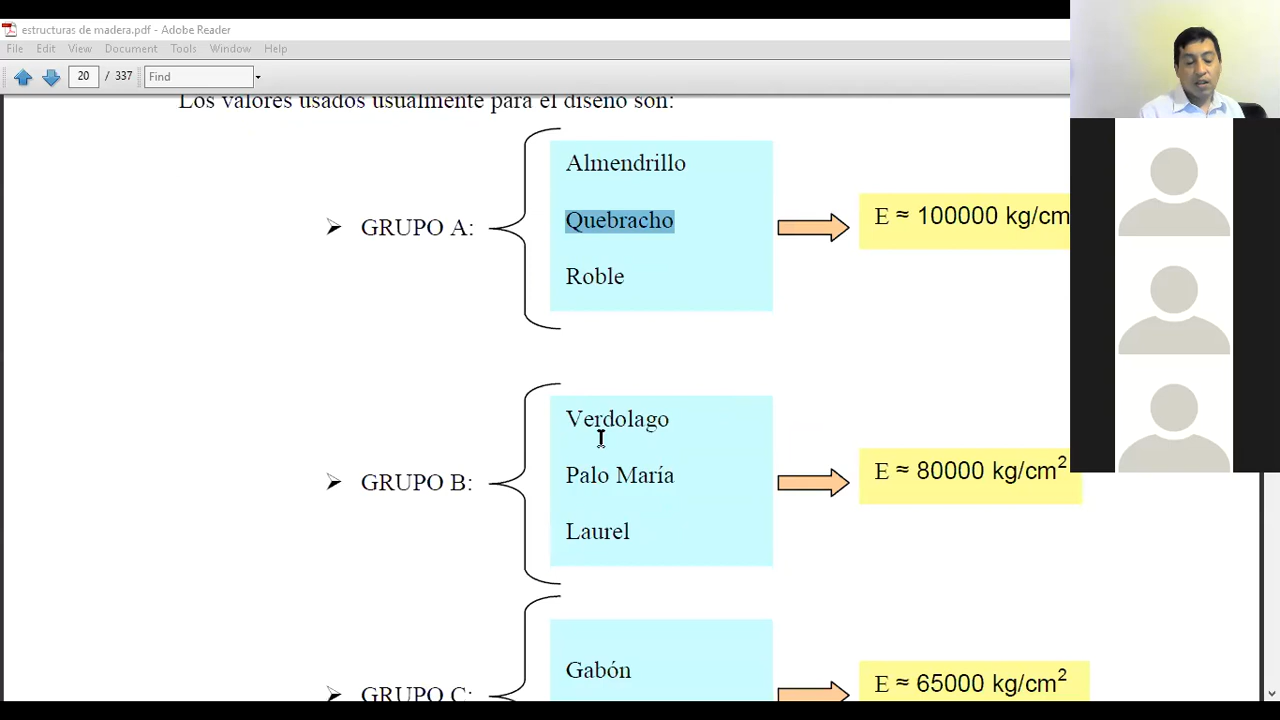 estructuras de madera.pdf - Adobe Reader
File Edit View Document Tools Window Help
20 / 337 Find
Los valores usados usualmente para el diseño son:
Almendrillo
Quebracho
Roble
GRUPO A:
E ≈ 100000 kg/cm
Verdolago
Palo María
Laurel
GRUPO B:
E ≈ 80000 kg/cm²
Gabón
GRUPO C:
E ≈ 65000 kg/cm²